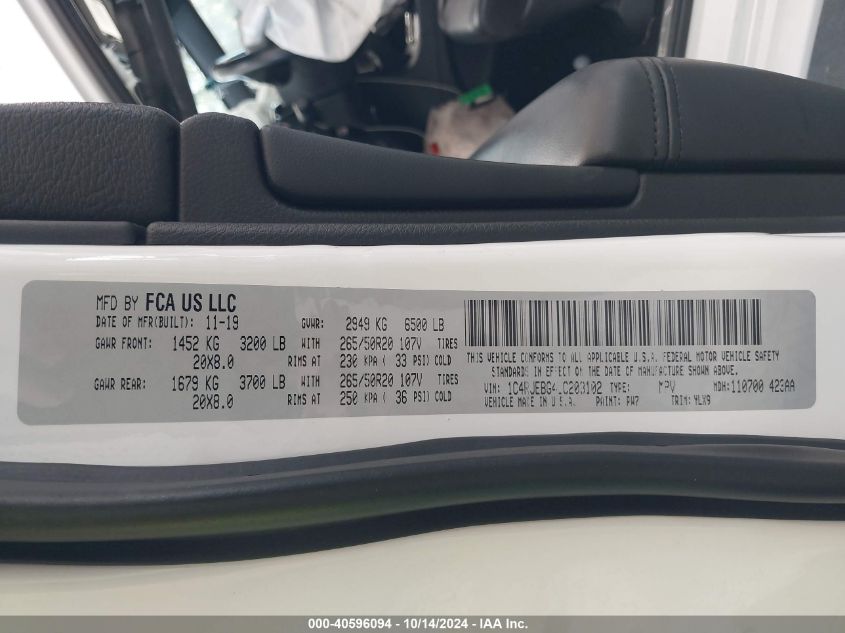 MFD BY FCA US LLC
DATE OF MFR(BUILT): 11-19 GVWR: 2949 KG 6500 LB
GAWR FRONT: 1452 KG 3200 LB WITH 265/50R20 107V TIRES
20X8.0 RIMS AT 230 KPA ( 33 PSI) COLD
GAWR REAR: 1679 KG 3700 LB WITH 265/50R20 107V TIRES
20X8.0 RIMS AT 250 KPA ( 36 PSI) COLD
THIS VEHICLE CONFORMS TO ALL APPLICABLE U.S.A. FEDERAL MOTOR VEHICLE SAFETY
STANDARDS IN EFFECT ON THE DATE OF MANUFACTURE SHOWN ABOVE.
VIN: TYPE: MPV MDH:110700 423AA
VEHICLE MADE IN U.S.A. PAINT: PW7 TRIM:
000-40596094 | 10/14/2024 - IAA Inc.